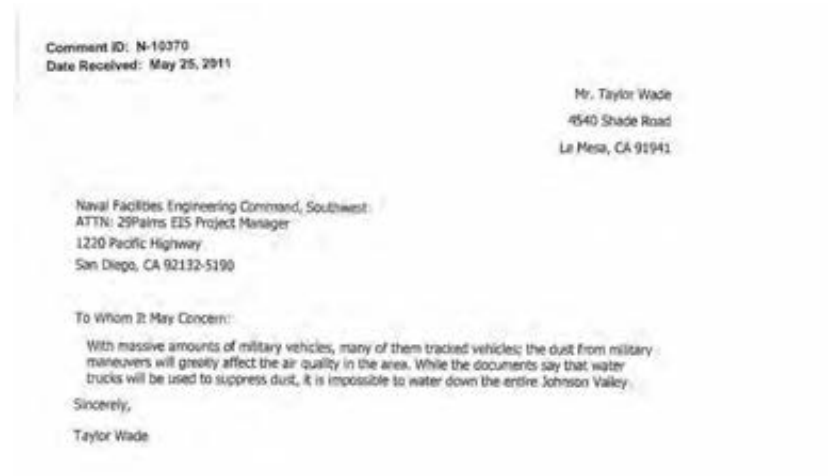 Comment ID: N-10370
Date Received: May 25, 2011
Mr. Taylor Wade
4540 Shade Road
La Mesa, CA 91941
Naval Facilities Engineering Command, Southwest
ATTN: 29Palms EIS Project Manager
1220 Pacific Highway
San Diego, CA 92132-5190
To Whom It May Concern:
With massive amounts of military vehicles, many of them tracked vehicles; the dust from military
maneuvers will greatly affect the air quality in the area. While the documents say that water
trucks will be used to suppress dust, it is impossible to water down the entire Johnson Valley
Sincerely,
Taylor Wade